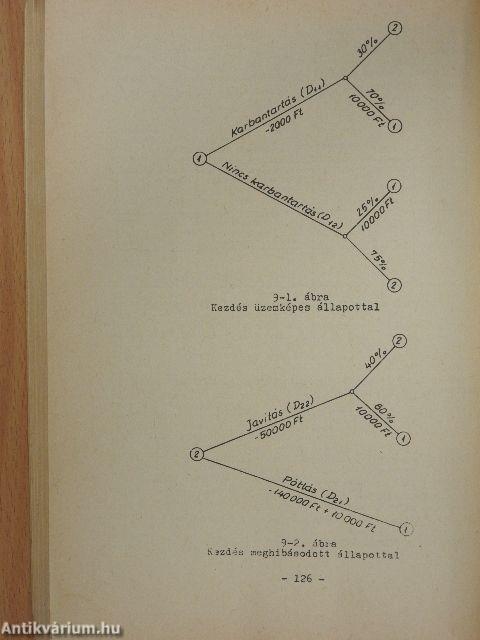 2
30%
Karbantartás (D11)
-2000 Ft
70%
10000 Ft
1
1
Nincs karbantartás (D12)
1
25%
10000 Ft
75%
2
9-1. ábra
Kezdés üzemképes állapottal
2
40%
Javítás (D22)
-50000 Ft
60%
10000 Ft
1
2
Pótlás (D21)
-140000 Ft + 10 000 Ft
1
9-2. ábra
Kezdés meghibásodott állapottal
- 126 -
Antikvárium.hu